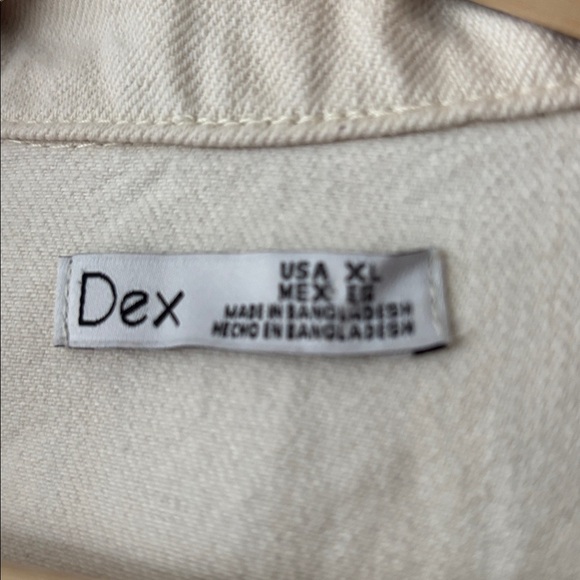 Dex
USA XL
MEX EG
MADE IN BANGLADESH
HECHO EN BANGLADESH